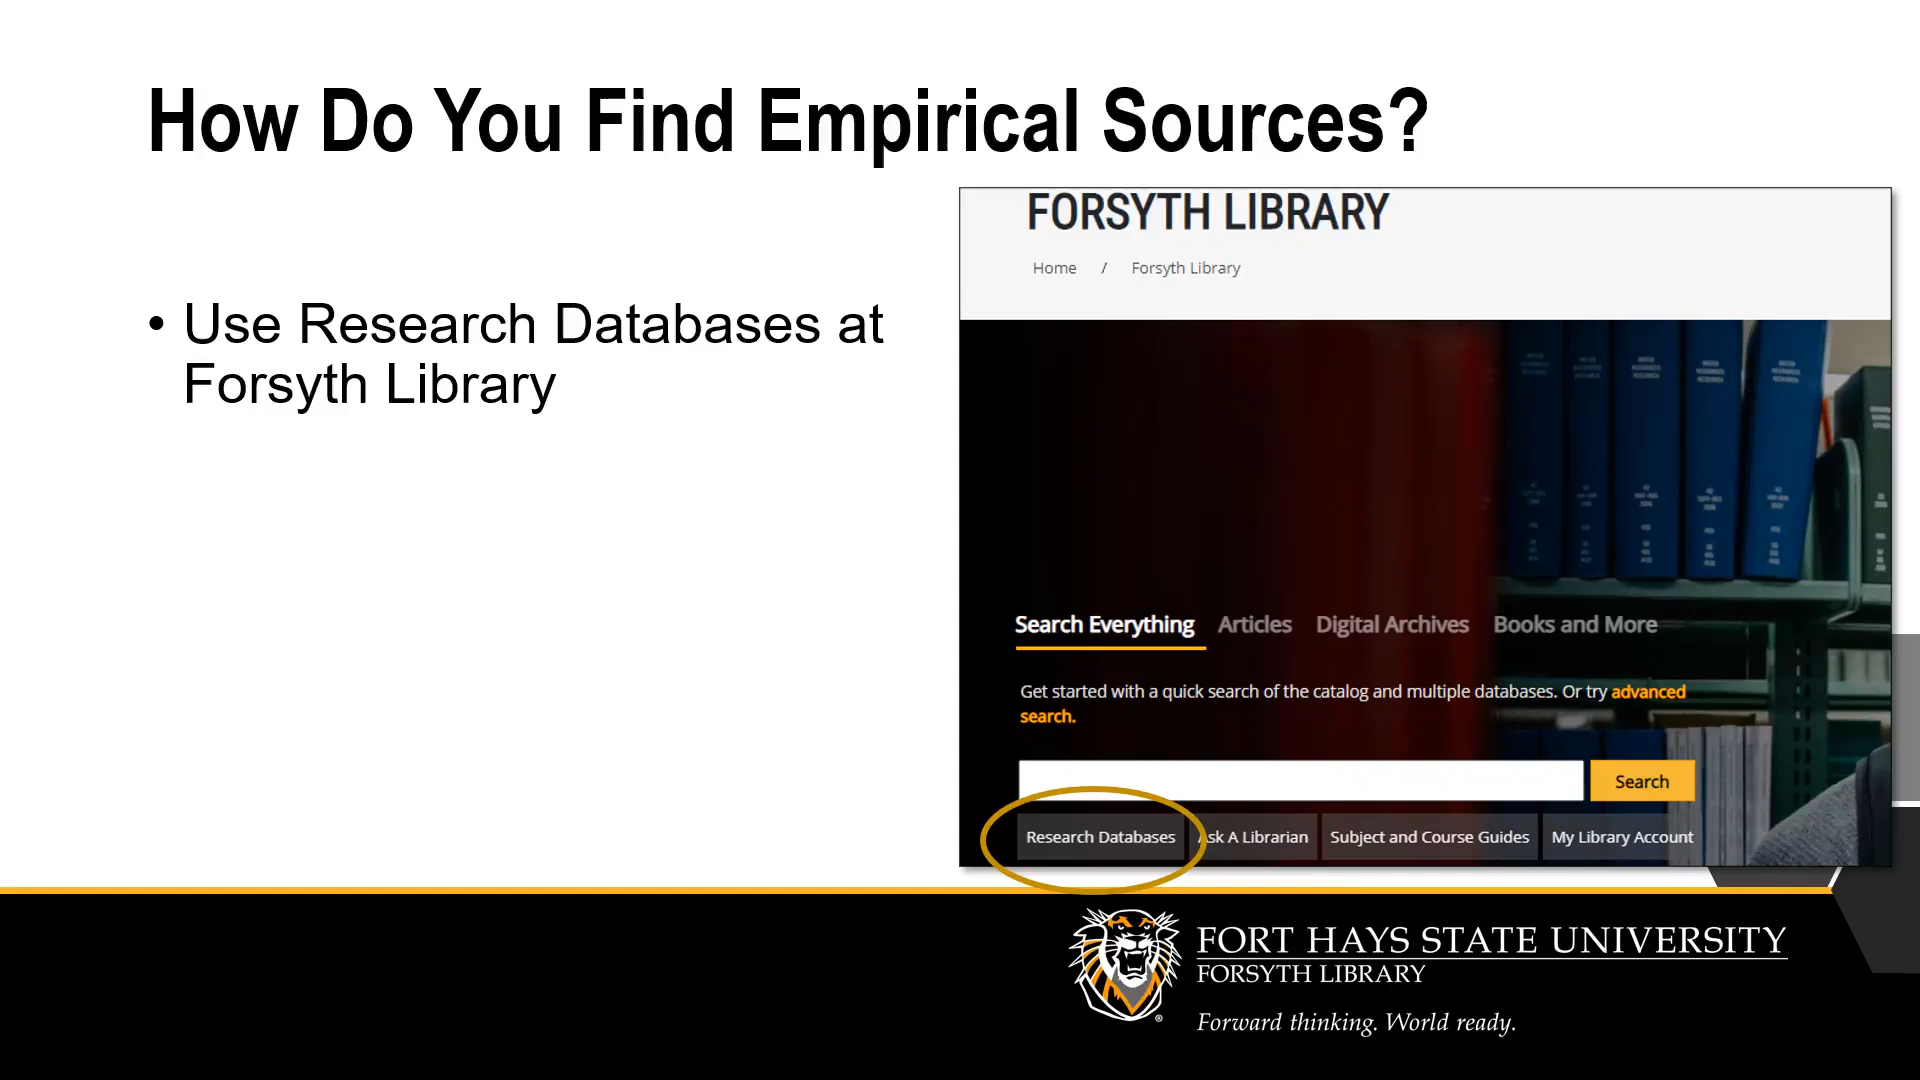 How Do You Find Empirical Sources?
• Use Research Databases at
Forsyth Library
FORSYTH LIBRARY
Home / Forsyth Library
Search Everything Articles Digital Archives Books and More
Get started with a quick search of the catalog and multiple databases. Or try advanced
search.
Search
Research Databases Ask A Librarian Subject and Course Guides My Library Account
FORT HAYS STATE UNIVERSITY
FORSYTH LIBRARY
Forward thinking. World ready.